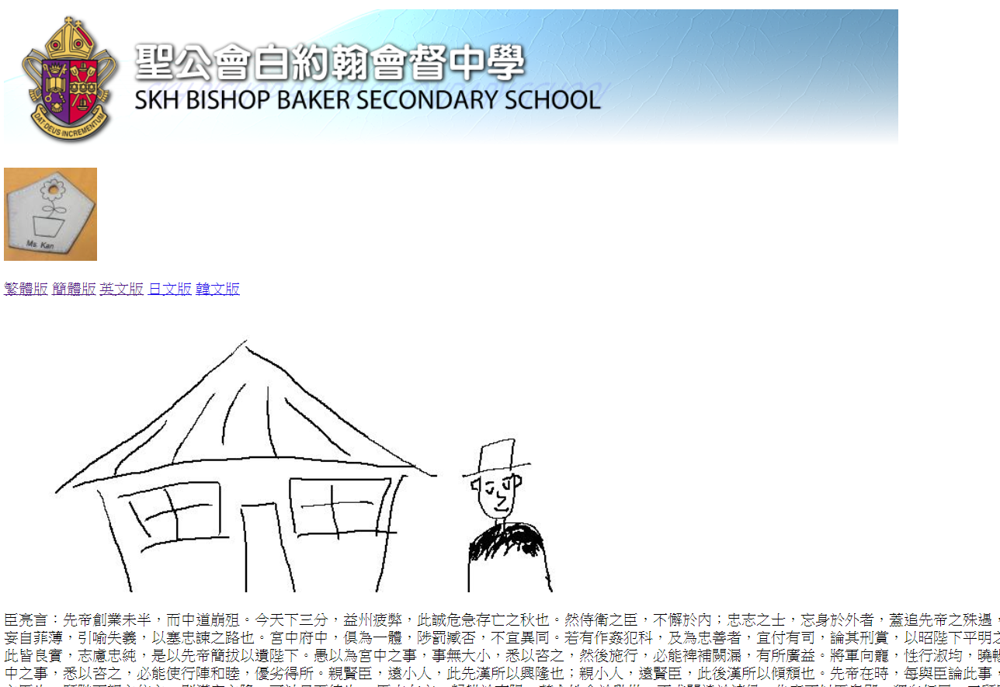 聖公會白約翰會督中學
SKH BISHOP BAKER SECONDARY SCHOOL
DAT·DEUS·INCREMENTUM
Ms. Kan
繁體版 簡體版 英文版 日文版 韓文版
臣亮言：先帝創業未半，而中道崩殂。今天下三分，益州疲弊，此誠危急存亡之秋也。然侍衛之臣，不懈於內；忠志之士，忘身於外者，蓋追先帝之殊遇，
妄自菲薄，引喻失義，以塞忠諫之路也。宮中府中，俱為一體，陟罰臧否，不宜異同。若有作姦犯科，及為忠善者，宜付有司，論其刑賞，以昭陛下平明之
此皆良實，志慮忠純，是以先帝簡拔以遺陛下。愚以為宮中之事，事無大小，悉以咨之，然後施行，必能裨補闕漏，有所廣益。將軍向寵，性行淑均，曉暢
中之事，悉以咨之，必能使行陣和睦，優劣得所。親賢臣，遠小人，此先漢所以興隆也；親小人，遠賢臣，此後漢所以傾頹也。先帝在時，每與臣論此事，